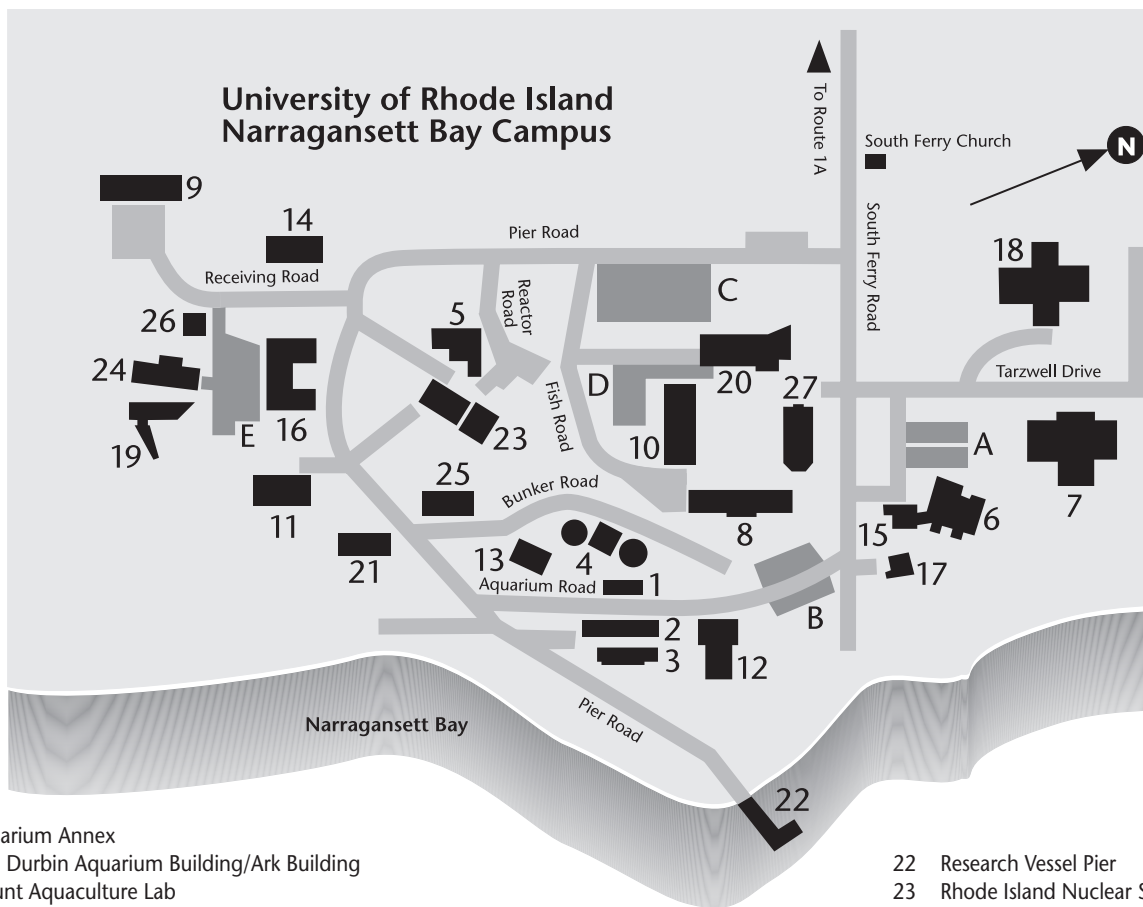 University of Rhode Island
Narragansett Bay Campus
To Route 1A
South Ferry Church
N
9
14
Pier Road
18
Receiving Road
C
South Ferry Road
Reactor
Road
5
26
24
20
27
Tarzwell Drive
D
Fish Road
19
E
16
23
10
A
25
Bunker Road
11
8
15
6
7
21
13
4
17
Aquarium Road
1
B
2
3
12
Pier Road
Narragansett Bay
22
Durbin Aquarium Building/Ark Building
Aquaculture Lab
Annex
22 Research Vessel Pier
23 Rhode Island Nuclear